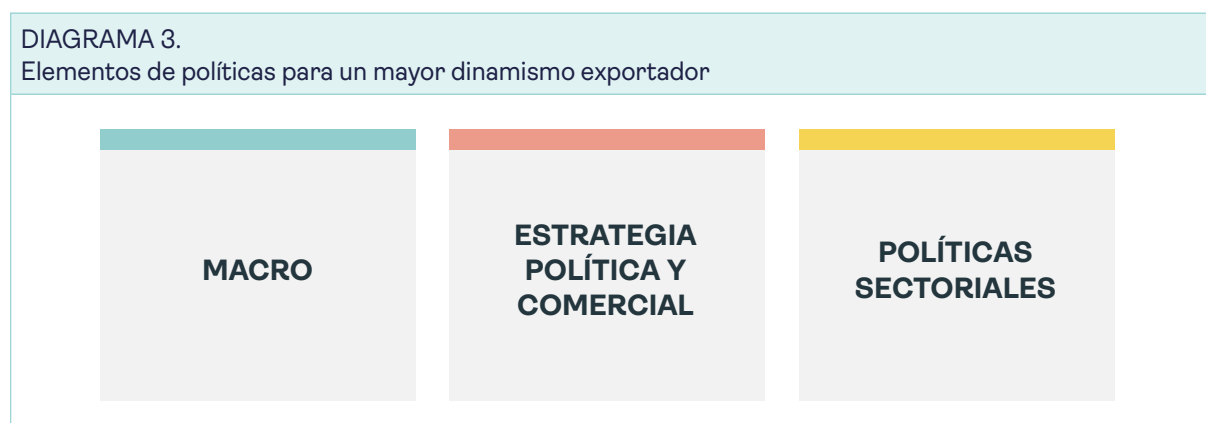 DIAGRAMA 3.
Elementos de políticas para un mayor dinamismo exportador
MACRO
ESTRATEGIA
POLÍTICA Y
COMERCIAL
POLÍTICAS
SECTORIALES